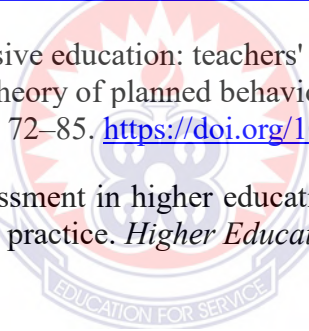 sive education: teachers'
heory of planned behavio
72–85. https://doi.org/1
ssment in higher educati
practice. Higher Educat
EDUCATION FOR SERVICE